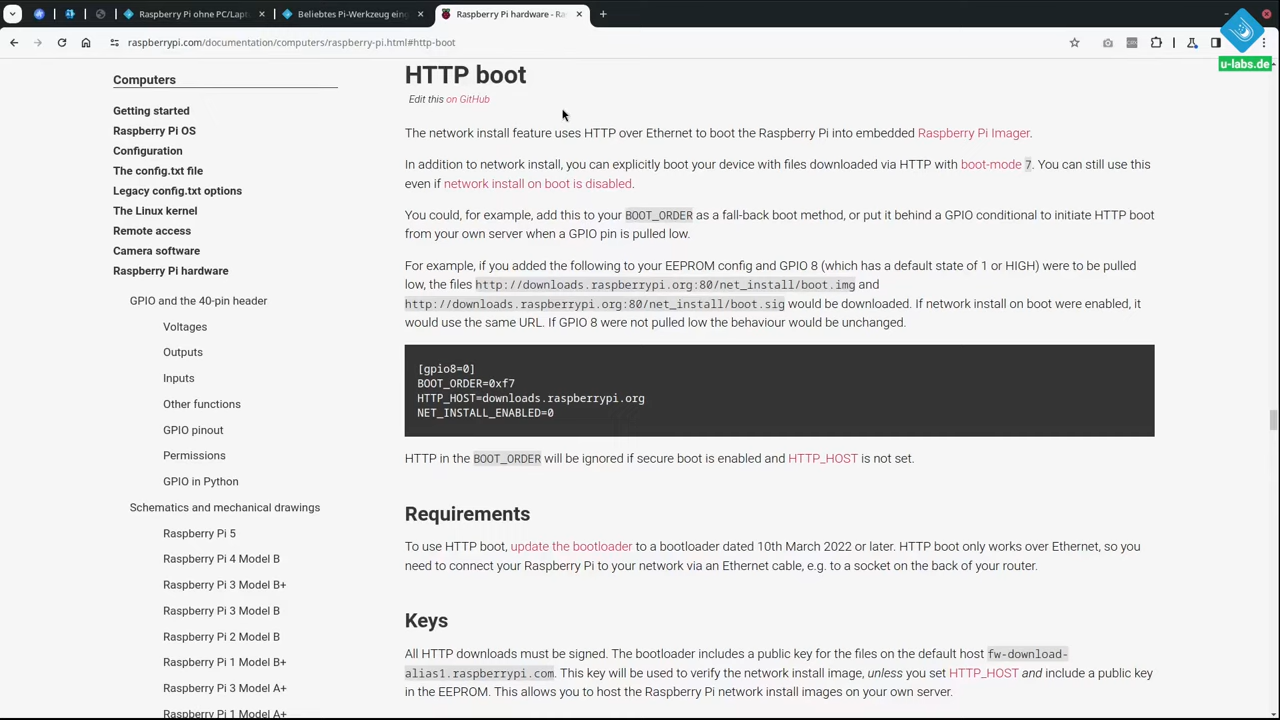 Raspberry Pi ohne PC/Lapt
Beliebtes Pi-Werkzeug eing
Raspberry Pi hardware - Ra
raspberrypi.com/documentation/computers/raspberry-pi.html#http-boot
u-labs.de
Computers
Getting started
Raspberry Pi OS
Configuration
The config.txt file
Legacy config.txt options
The Linux kernel
Remote access
Camera software
Raspberry Pi hardware
GPIO and the 40-pin header
Voltages
Outputs
Inputs
Other functions
GPIO pinout
Permissions
GPIO in Python
Schematics and mechanical drawings
Raspberry Pi 5
Raspberry Pi 4 Model B
Raspberry Pi 3 Model B+
Raspberry Pi 3 Model B
Raspberry Pi 2 Model B
Raspberry Pi 1 Model B+
Raspberry Pi 3 Model A+
Raspberry Pi 1 Model A+
HTTP boot
Edit this on GitHub
The network install feature uses HTTP over Ethernet to boot the Raspberry Pi into embedded Raspberry Pi Imager.
In addition to network install, you can explicitly boot your device with files downloaded via HTTP with boot-mode 7. You can still use this
even if network install on boot is disabled.
You could, for example, add this to your BOOT_ORDER as a fall-back boot method, or put it behind a GPIO conditional to initiate HTTP boot
from your own server when a GPIO pin is pulled low.
For example, if you added the following to your EEPROM config and GPIO 8 (which has a default state of 1 or HIGH) were to be pulled
low, the files http://downloads.raspberrypi.org:80/net_install/boot.img and
http://downloads.raspberrypi.org:80/net_install/boot.sig would be downloaded. If network install on boot were enabled, it
would use the same URL. If GPIO 8 were not pulled low the behaviour would be unchanged.
[gpio8=0]
BOOT_ORDER=0xf7
HTTP_HOST=downloads.raspberrypi.org
NET_INSTALL_ENABLED=0
HTTP in the BOOT_ORDER will be ignored if secure boot is enabled and HTTP_HOST is not set.
Requirements
To use HTTP boot, update the bootloader to a bootloader dated 10th March 2022 or later. HTTP boot only works over Ethernet, so you
need to connect your Raspberry Pi to your network via an Ethernet cable, e.g. to a socket on the back of your router.
Keys
All HTTP downloads must be signed. The bootloader includes a public key for the files on the default host fw-download-
alias1.raspberrypi.com. This key will be used to verify the network install image, unless you set HTTP_HOST and include a public key
in the EEPROM. This allows you to host the Raspberry Pi network install images on your own server.